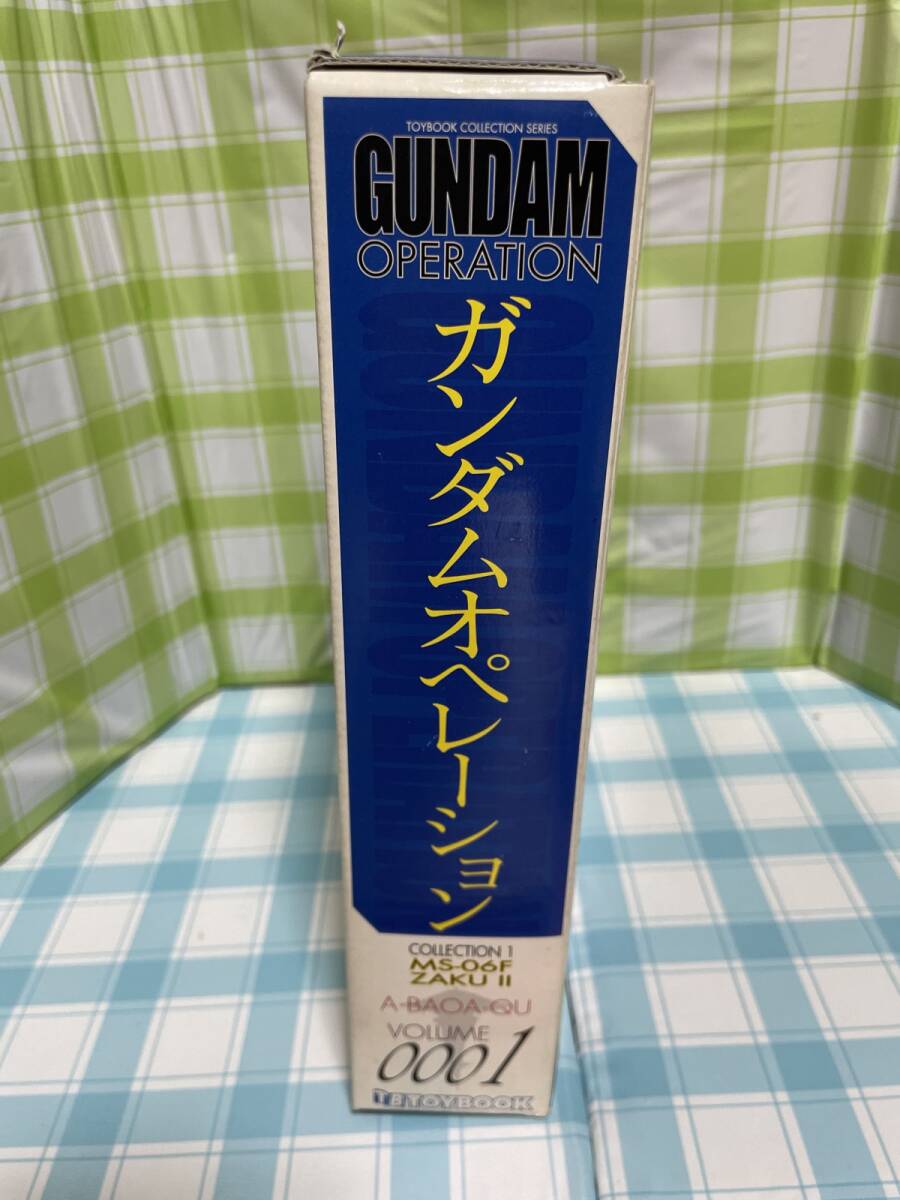 TOYBOOK COLLECTION SERIES
GUNDAM
OPERATION
ガンダムオペレーション
COLLECTION 1
MS-06F
ZAKU II
A-BAOA-QU
VOLUME
0001
TB TOYBOOK